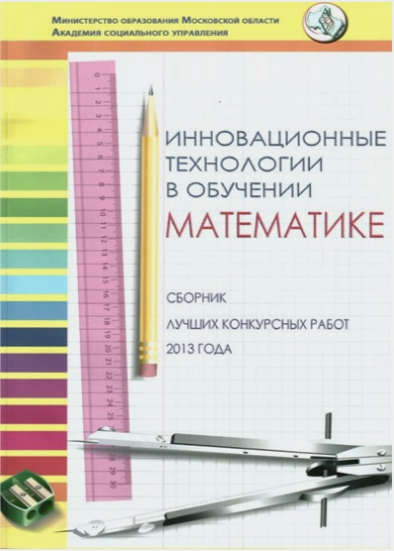 Министерство образования Московской области
Академия социального управления
ИННОВАЦИОННЫЕ
ТЕХНОЛОГИИ
В ОБУЧЕНИИ
МАТЕМАТИКЕ
СБОРНИК
ЛУЧШИХ КОНКУРСНЫХ РАБОТ
2013 ГОДА